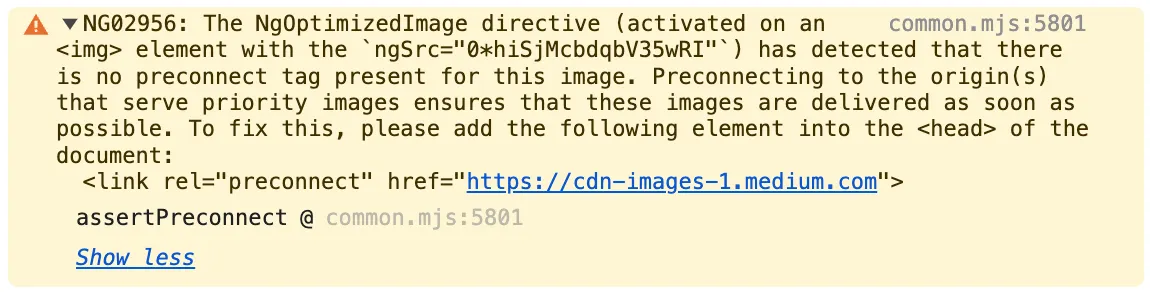 ▼NG02956: The NgOptimizedImage directive (activated on an common.mjs:5801
<img> element with the `ngSrc="0*hiSjMcbdqbV35wRI"`) has detected that there
is no preconnect tag present for this image. Preconnecting to the origin(s)
that serve priority images ensures that these images are delivered as soon as
possible. To fix this, please add the following element into the <head> of the
document:
<link rel="preconnect" href="https://cdn-images-1.medium.com">
assertPreconnect @ common.mjs:5801
Show less